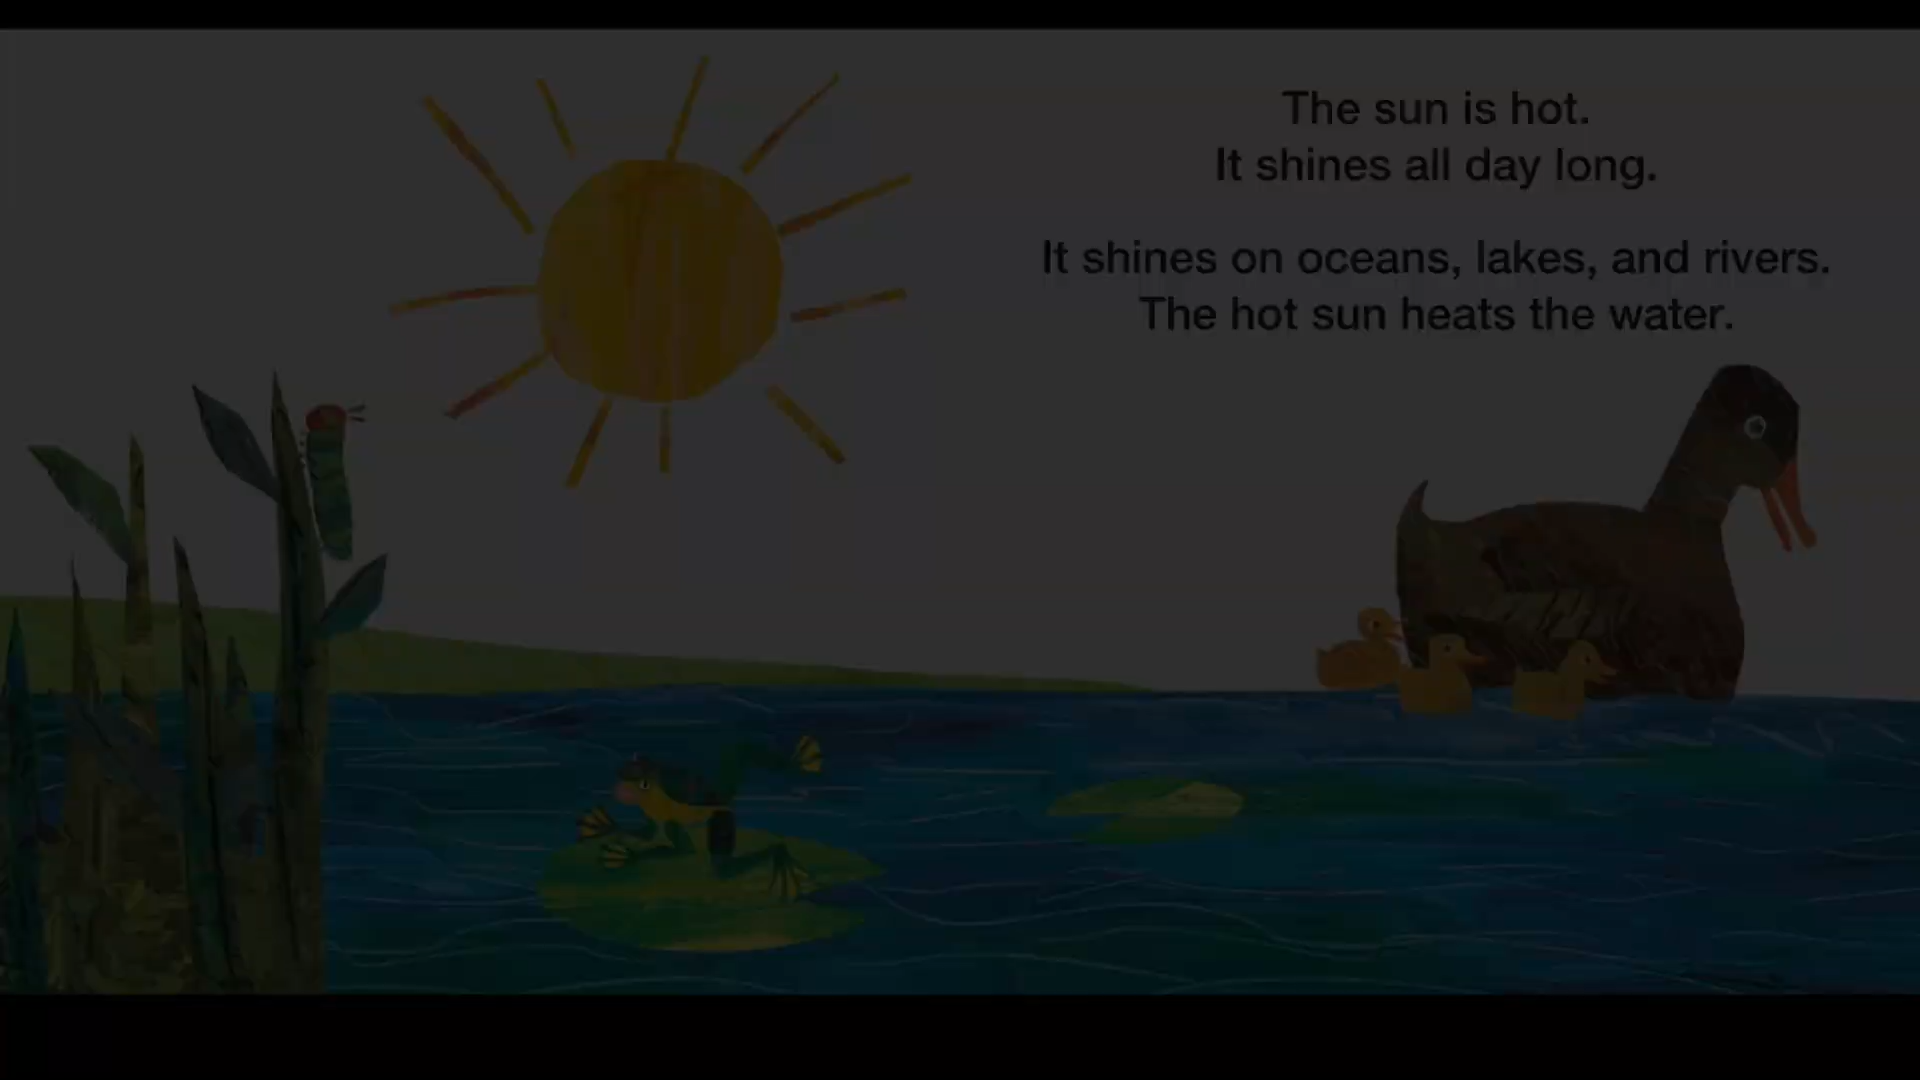 The sun is hot.
It shines all day long.
It shines on oceans, lakes, and rivers.
The hot sun heats the water.